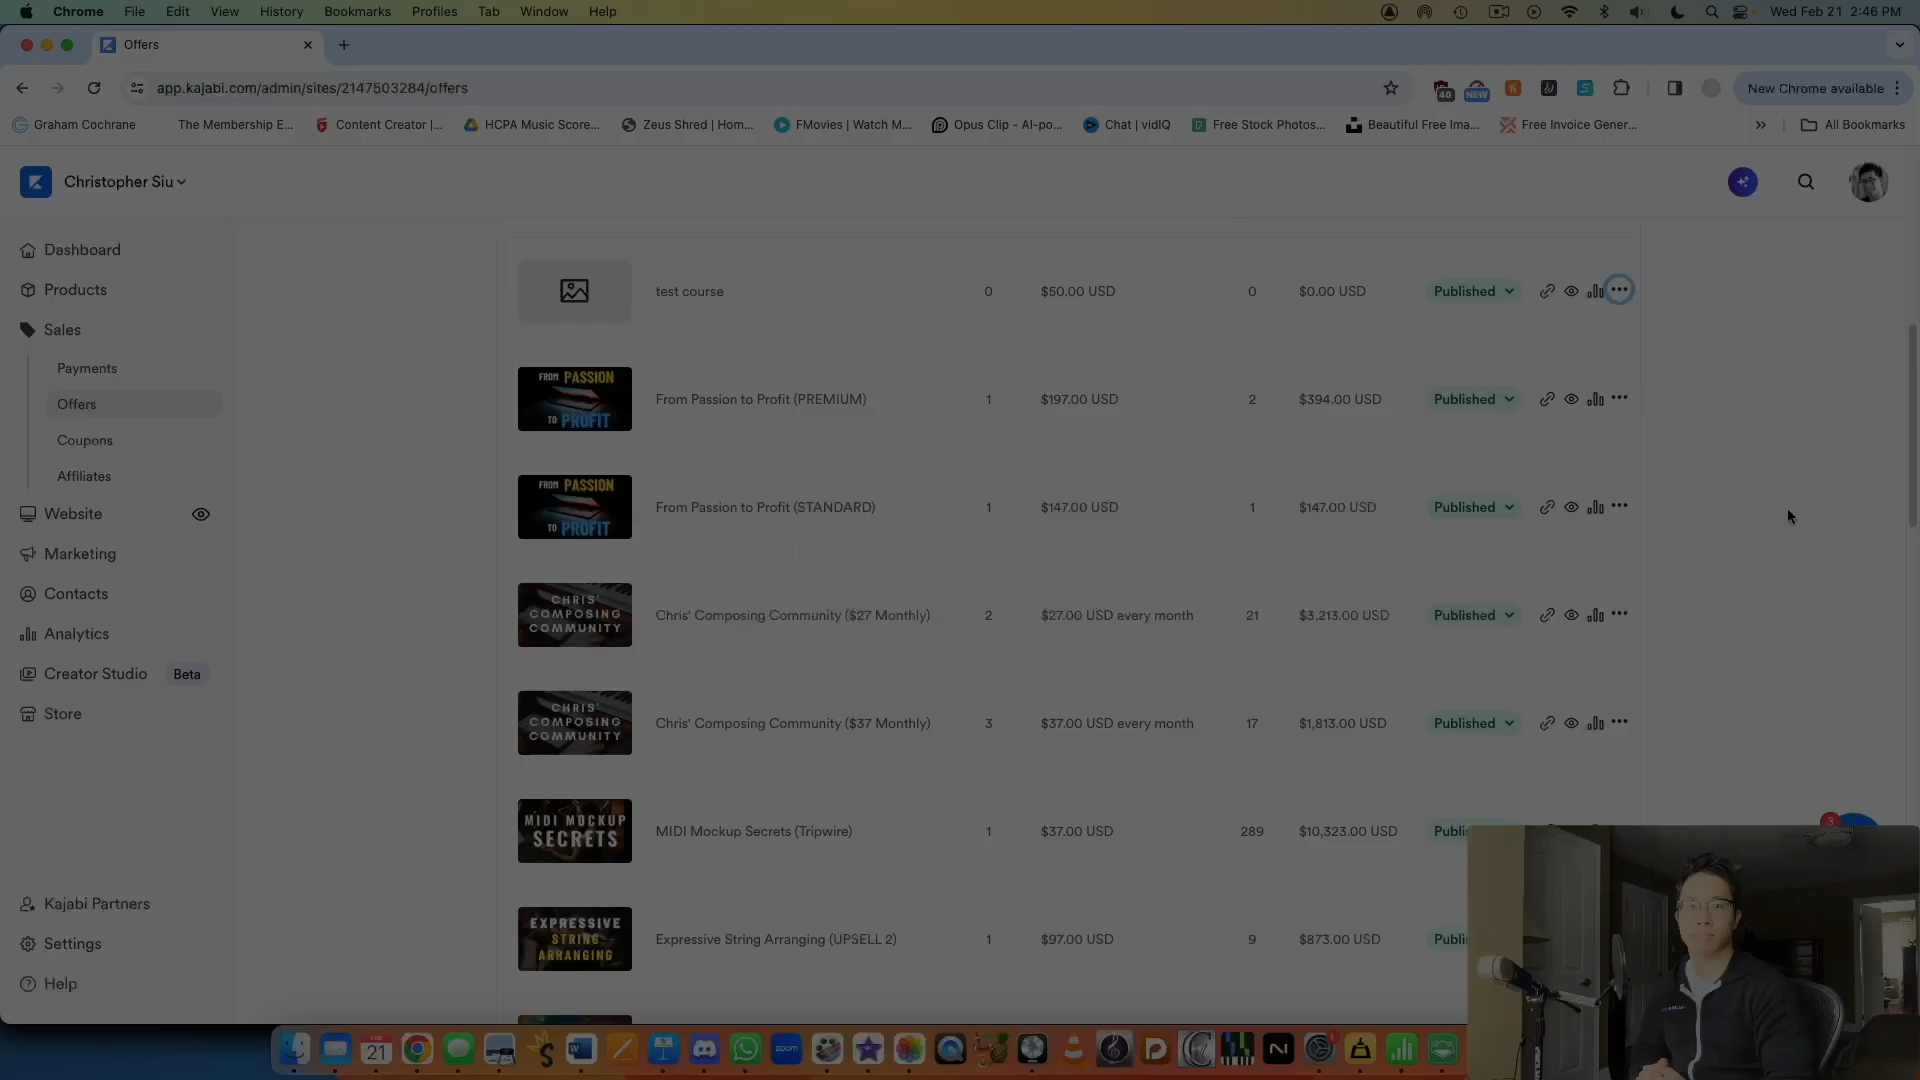 Chrome File Edit View History Bookmarks Profiles Tab Window Help
Wed Feb 21 2:46 PM
Offers
app.kajabi.com/admin/sites/2147503284/offers
40
NEW
New Chrome available
Graham Cochrane
The Membership E...
Content Creator |...
HCPA Music Score...
Zeus Shred | Hom...
FMovies | Watch M...
Opus Clip - AI-po...
Chat | vidIQ
Free Stock Photos...
Beautiful Free Ima...
Free Invoice Gener...
All Bookmarks
Christopher Siu
Dashboard
Products
Sales
Payments
Offers
Coupons
Affiliates
Website
Marketing
Contacts
Analytics
Creator Studio Beta
Store
Kajabi Partners
Settings
Help
test course 0 $50.00 USD 0 $0.00 USD Published
FROM PASSION
TO PROFIT
From Passion to Profit (PREMIUM) 1 $197.00 USD 2 $394.00 USD Published
FROM PASSION
TO PROFIT
From Passion to Profit (STANDARD) 1 $147.00 USD 1 $147.00 USD Published
CHRIS'
COMPOSING
COMMUNITY
Chris' Composing Community ($27 Monthly) 2 $27.00 USD every month 21 $3,213.00 USD Published
CHRIS'
COMPOSING
COMMUNITY
Chris' Composing Community ($37 Monthly) 3 $37.00 USD every month 17 $1,813.00 USD Published
MIDI MOCKUP
SECRETS
MIDI Mockup Secrets (Tripwire) 1 $37.00 USD 289 $10,323.00 USD Publi
3
EXPRESSIVE
STRING
ARRANGING
Expressive String Arranging (UPSELL 2) 1 $97.00 USD 9 $873.00 USD Publi
21
zoom